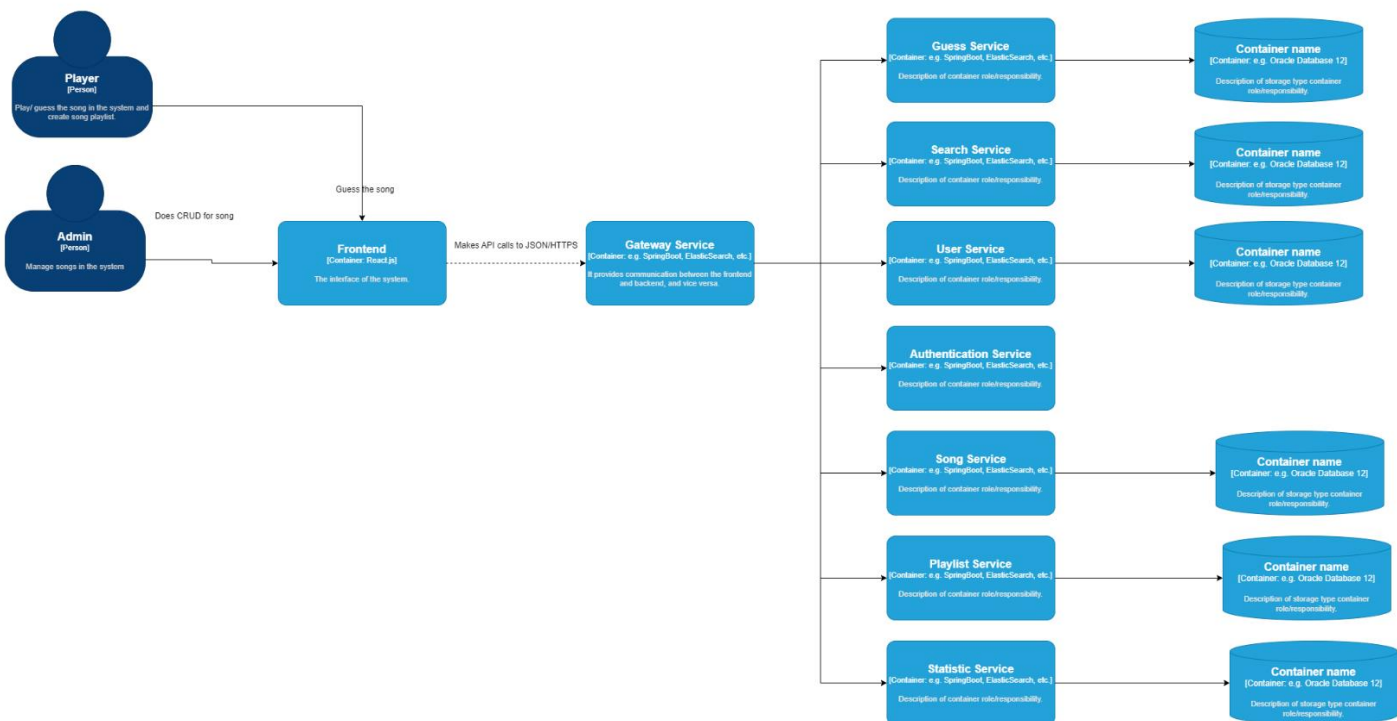 Player
[Person]
Play/ guess the song in the system and
create song playlist.
Admin
[Person]
Manage songs in the system
Guess the song
Does CRUD for song
Frontend
[Container: React.js]
The interface of the system.
Makes API calls to JSON/HTTPS
Gateway Service
[Container: e.g. SpringBoot, ElasticSearch, etc.]
It provides communication between the frontend
and backend, and vice versa.
Guess Service
[Container: e.g. SpringBoot, ElasticSearch, etc.]
Description of container role/responsibility.
Container name
[Container: e.g. Oracle Database 12]
Description of storage type container
role/responsibility.
Search Service
[Container: e.g. SpringBoot, ElasticSearch, etc.]
Description of container role/responsibility.
Container name
[Container: e.g. Oracle Database 12]
Description of storage type container
role/responsibility.
User Service
[Container: e.g. SpringBoot, ElasticSearch, etc.]
Description of container role/responsibility.
Container name
[Container: e.g. Oracle Database 12]
Description of storage type container
role/responsibility.
Authentication Service
[Container: e.g. SpringBoot, ElasticSearch, etc.]
Description of container role/responsibility.
Song Service
[Container: e.g. SpringBoot, ElasticSearch, etc.]
Description of container role/responsibility.
Container name
[Container: e.g. Oracle Database 12]
Description of storage type container
role/responsibility.
Playlist Service
[Container: e.g. SpringBoot, ElasticSearch, etc.]
Description of container role/responsibility.
Container name
[Container: e.g. Oracle Database 12]
Description of storage type container
role/responsibility.
Statistic Service
[Container: e.g. SpringBoot, ElasticSearch, etc.]
Description of container role/responsibility.
Container name
[Container: e.g. Oracle Database 12]
Description of storage type container
role/responsibility.